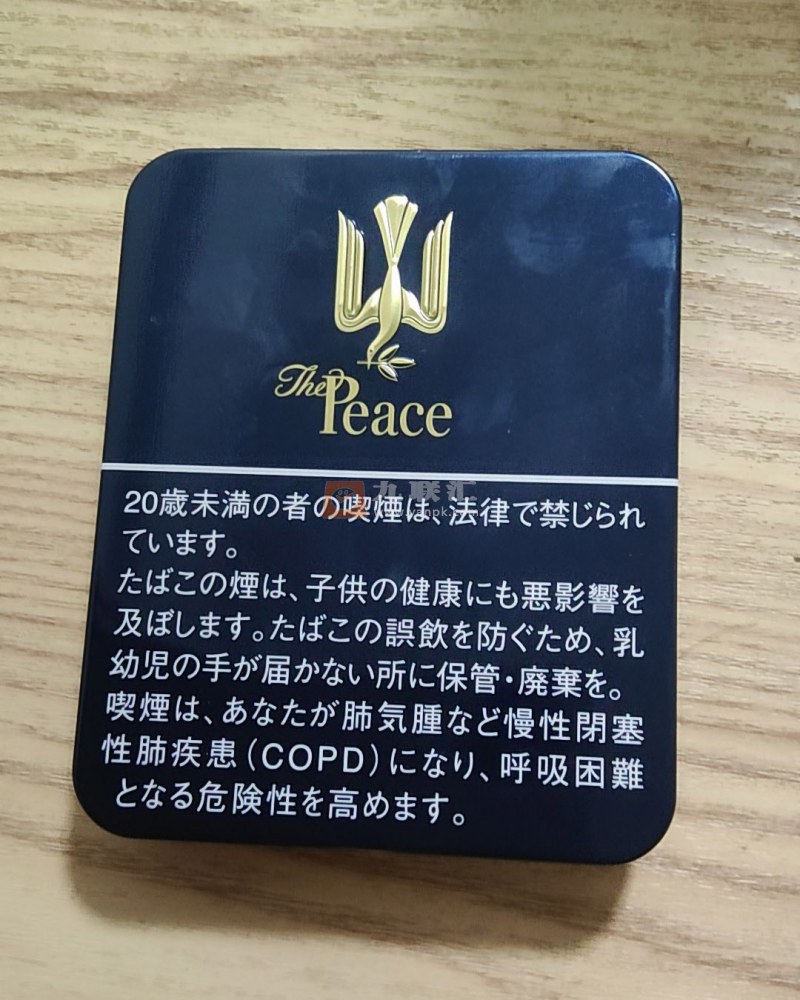 The Peace
20歳未満の者の喫煙は、法律で禁じられ
ています。
たばこの煙は、子供の健康にも悪影響を
及ぼします。たばこの誤飲を防ぐため、乳
幼児の手が届かない所に保管・廃棄を。
喫煙は、あなたが肺気腫など慢性閉塞
性肺疾患(COPD)になり、呼吸困難
となる危険性を高めます。
九联汇